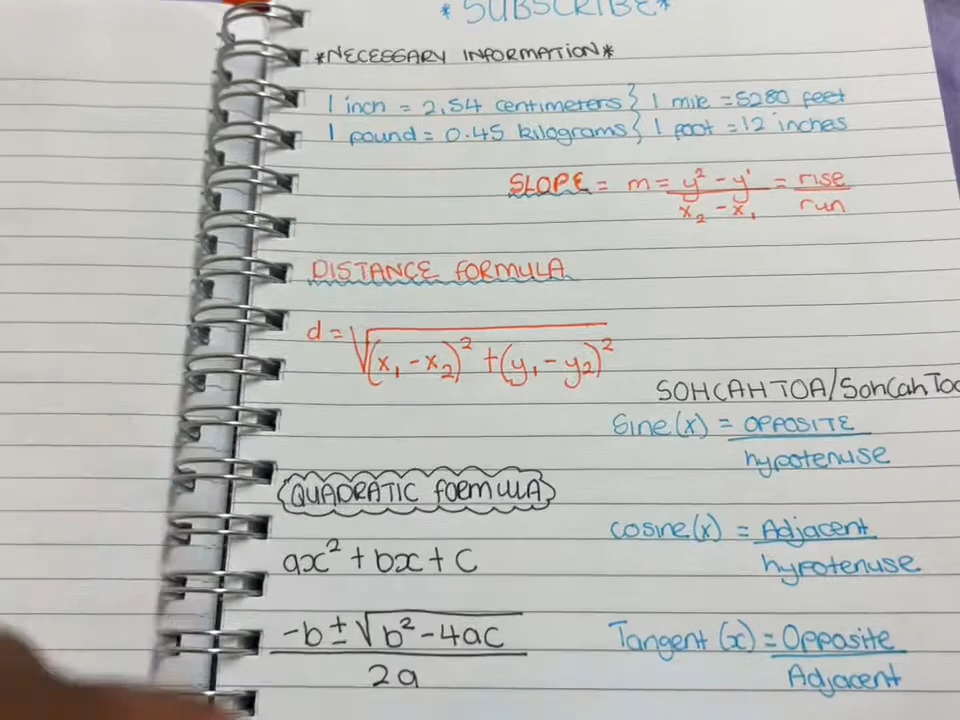 *SUBSCRIBE*
*NECESSARY INFORMATION*
1 inch = 2.54 centimeters } 1 mile = 5280 feet
1 pound = 0.45 kilograms } 1 foot = 12 inches
SLOPE = m = y² - y' = rise
x₂ - x₁ run
DISTANCE FORMULA
d = √(x₁ - x₂)² + (y₁ - y₂)²
SOHCAHTOA/SohCahToa
Sine(x) = OPPOSITE
hypotenuse
QUADRATIC FORMULA
cosine(x) = Adjacent
hypotenuse
ax² + bx + c
-b ± √b² - 4ac
2a
Tangent (x) = Opposite
Adjacent